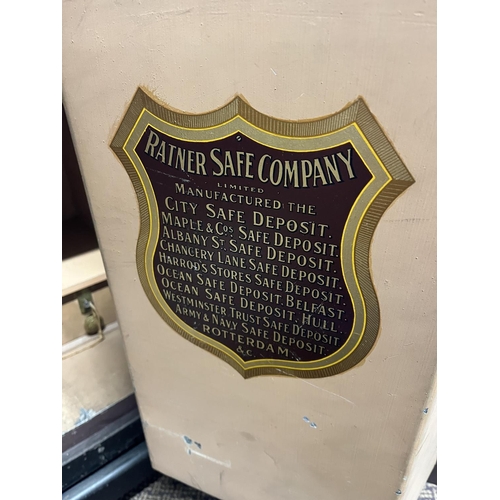 RATNER SAFE COMPANY
LIMITED
MANUFACTURED THE
CITY SAFE DEPOSIT.
MAPLE & COS. SAFE DEPOSIT.
ALBANY ST. SAFE DEPOSIT.
CHANCERY LANE SAFE DEPOSIT.
HARROD'S STORES SAFE DEPOSIT.
OCEAN SAFE DEPOSIT. BELFAST.
OCEAN SAFE DEPOSIT. HULL.
WESTMINSTER TRUST SAFE DEPOSIT
ARMY & NAVY SAFE DEPOSIT
ROTTERDAM
&C.